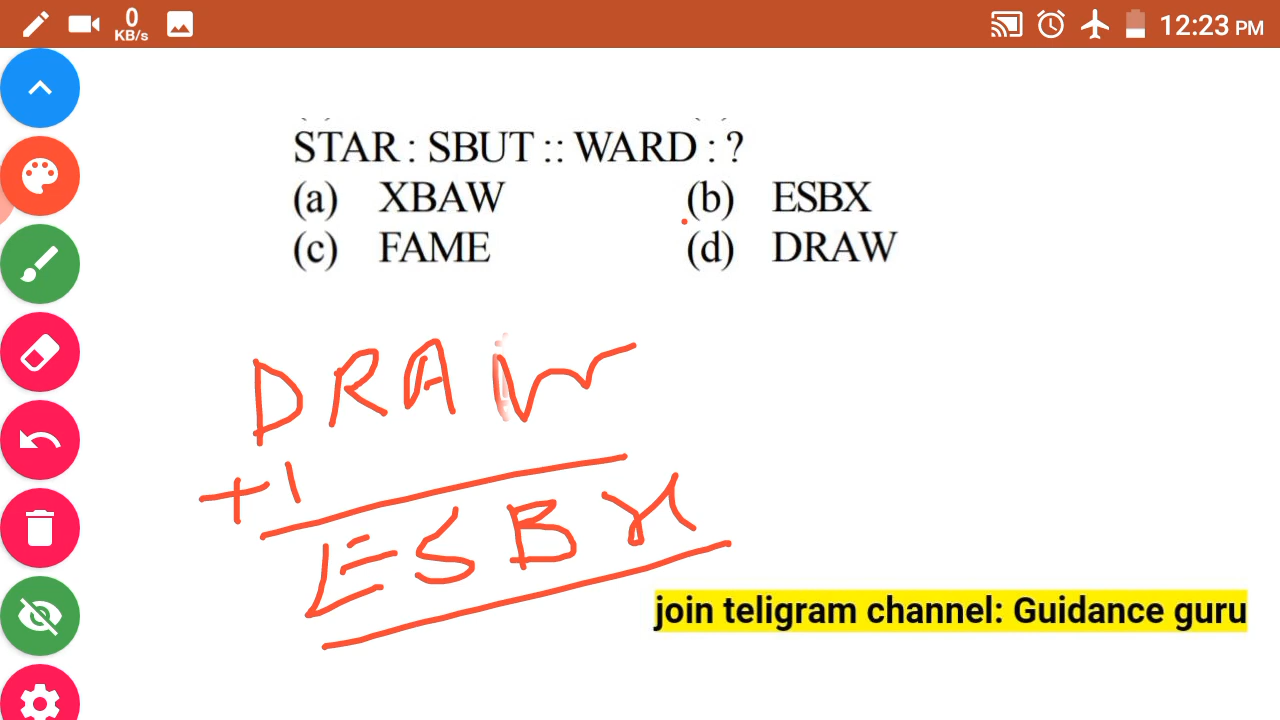 0
KB/s
12:23 PM
STAR : SBUT :: WARD : ?
(a) XBAW (b) ESBX
(c) FAME (d) DRAW
DRAW
+1
ESBX
join teligram channel: Guidance guru